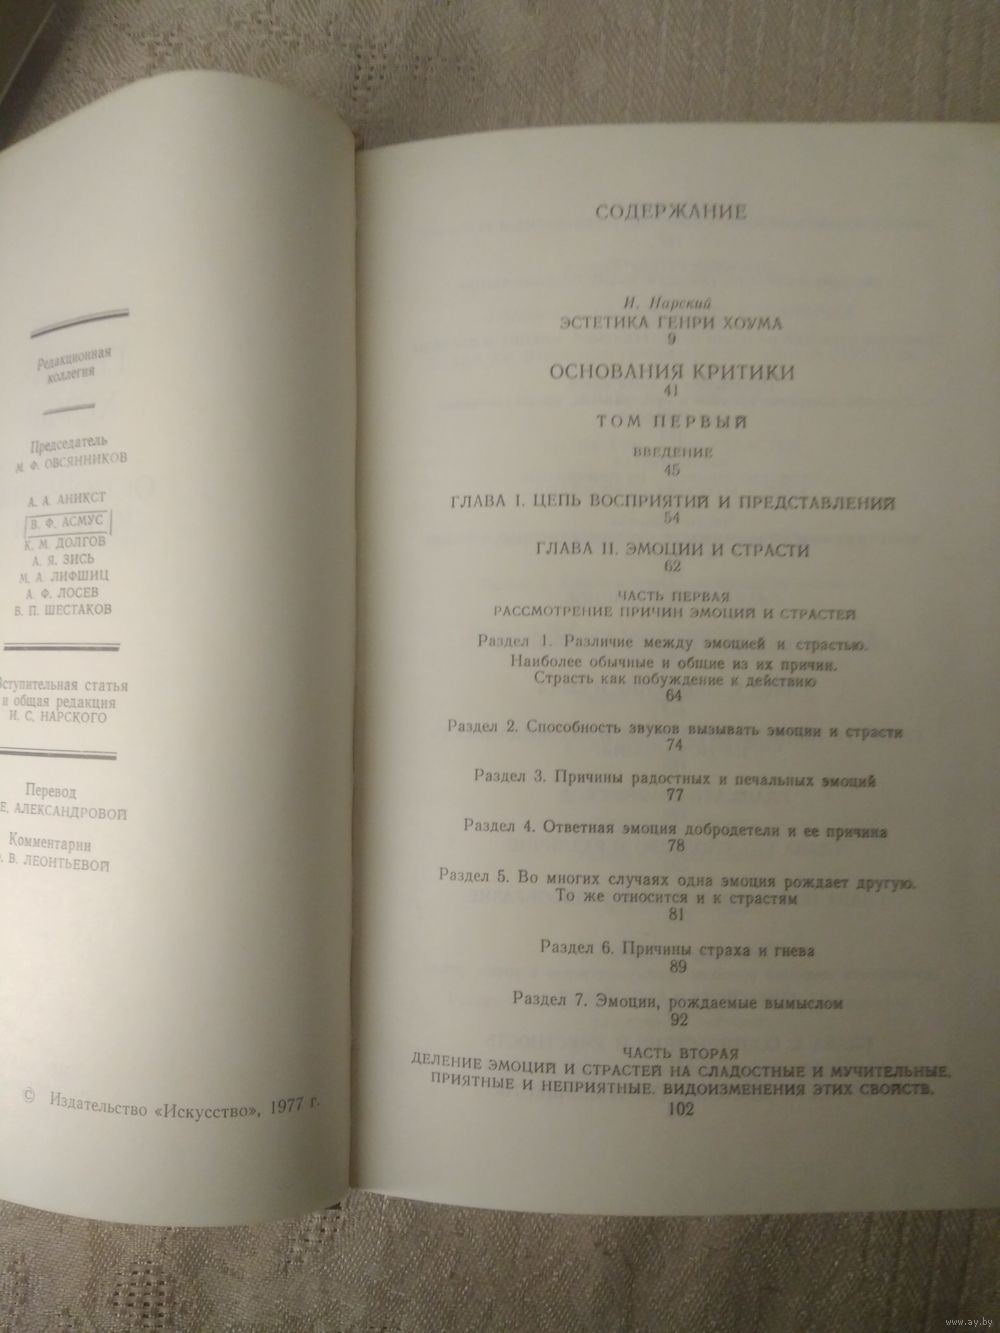 Редакционная
коллегия
Председатель
М. Ф. ОВСЯННИКОВ
А. А. АНИКСТ
В. Ф. АСМУС
К. М. ДОЛГОВ
А. Я. ЗИСЬ
М. А. ЛИФШИЦ
А. Ф. ЛОСЕВ
В. П. ШЕСТАКОВ
Вступительная статья
и общая редакция
И. С. НАРСКОГО
Перевод
Е. АЛЕКСАНДРОВОЙ
Комментарии
В. ЛЕОНТЬЕВОЙ
© Издательство «Искусство», 1977 г.
СОДЕРЖАНИЕ
И. Нарский
ЭСТЕТИКА ГЕНРИ ХОУМА
9
ОСНОВАНИЯ КРИТИКИ
41
ТОМ ПЕРВЫЙ
ВВЕДЕНИЕ
45
ГЛАВА I. ЦЕПЬ ВОСПРИЯТИЙ И ПРЕДСТАВЛЕНИЙ
54
ГЛАВА II. ЭМОЦИИ И СТРАСТИ
62
ЧАСТЬ ПЕРВАЯ
РАССМОТРЕНИЕ ПРИЧИН ЭМОЦИЙ И СТРАСТЕЙ
Раздел 1. Различие между эмоцией и страстью.
Наиболее обычные и общие из их причин.
Страсть как побуждение к действию
64
Раздел 2. Способность звуков вызывать эмоции и страсти
74
Раздел 3. Причины радостных и печальных эмоций
77
Раздел 4. Ответная эмоция добродетели и ее причина
78
Раздел 5. Во многих случаях одна эмоция рождает другую.
То же относится и к страстям
81
Раздел 6. Причины страха и гнева
89
Раздел 7. Эмоции, рождаемые вымыслом
92
ЧАСТЬ ВТОРАЯ
ДЕЛЕНИЕ ЭМОЦИЙ И СТРАСТЕЙ НА СЛАДОСТНЫЕ И МУЧИТЕЛЬНЫЕ,
ПРИЯТНЫЕ И НЕПРИЯТНЫЕ. ВИДОИЗМЕНЕНИЯ ЭТИХ СВОЙСТВ.
102
www.ay.by